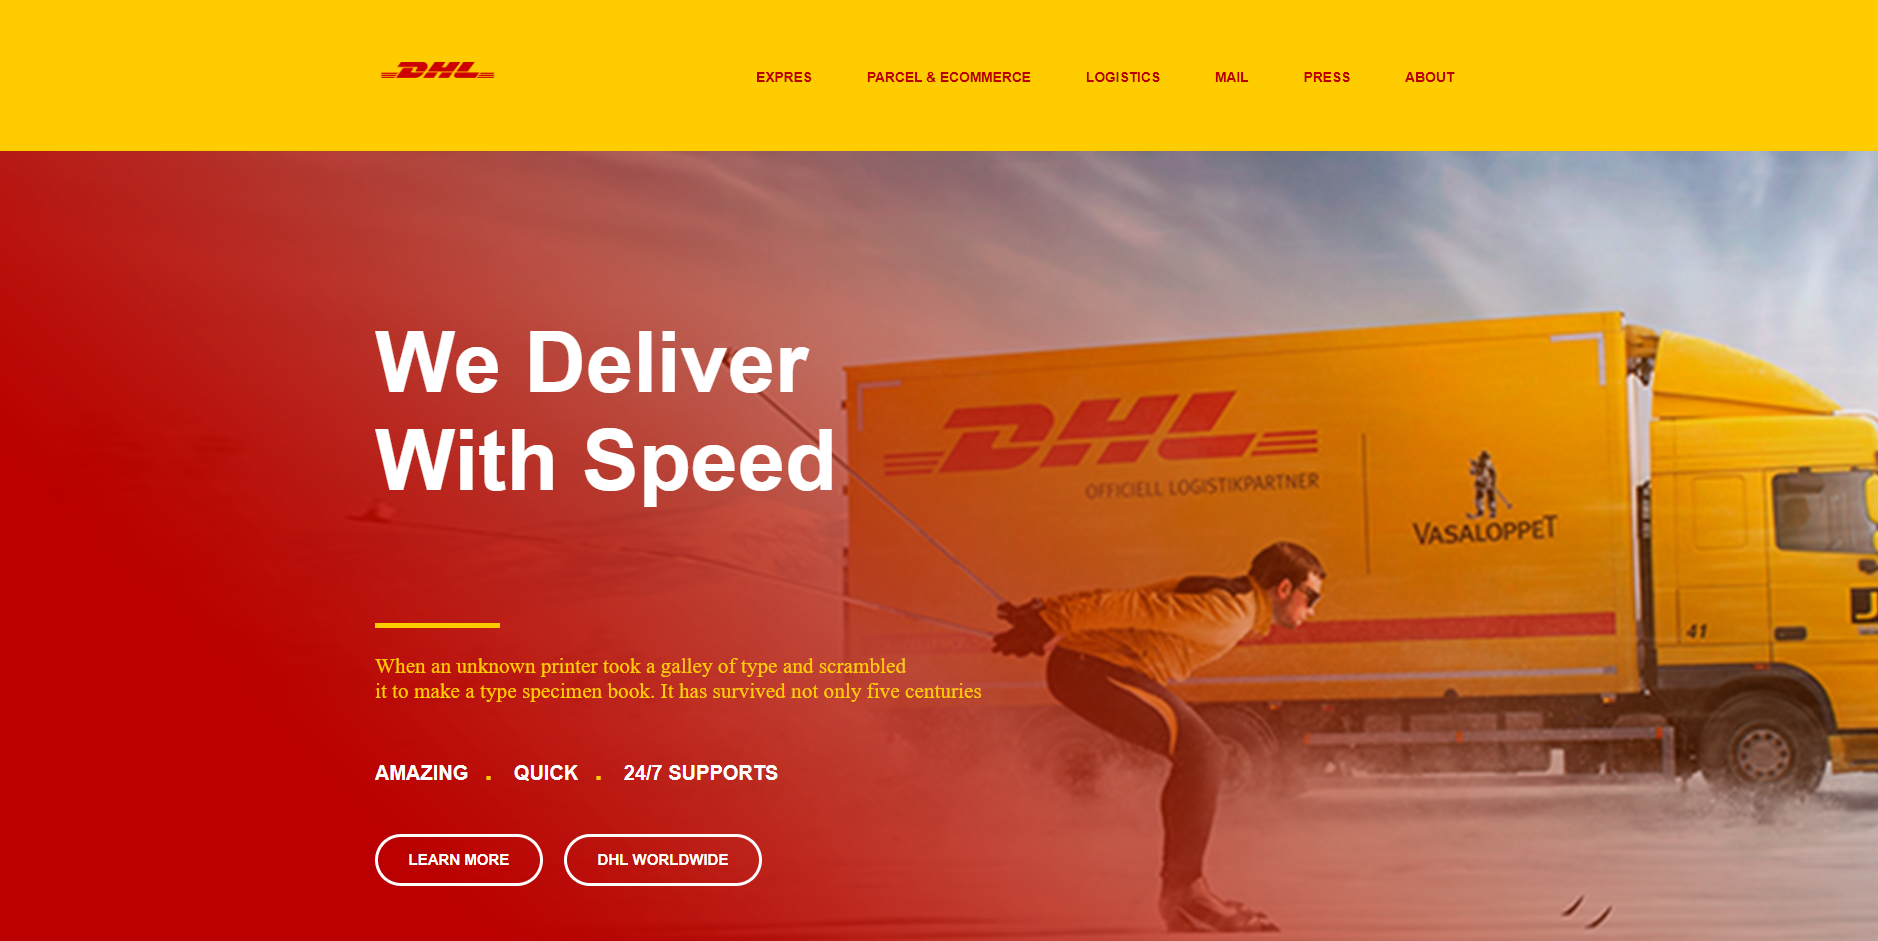 DHL
EXPRES
PARCEL & ECOMMERCE
LOGISTICS
MAIL
PRESS
ABOUT
We Deliver
With Speed
DHL
OFFICIELL LOGISTIKPARTNER
VASALOPPET
41
When an unknown printer took a galley of type and scrambled
it to make a type specimen book. It has survived not only five centuries
AMAZING . QUICK . 24/7 SUPPORTS
LEARN MORE
DHL WORLDWIDE